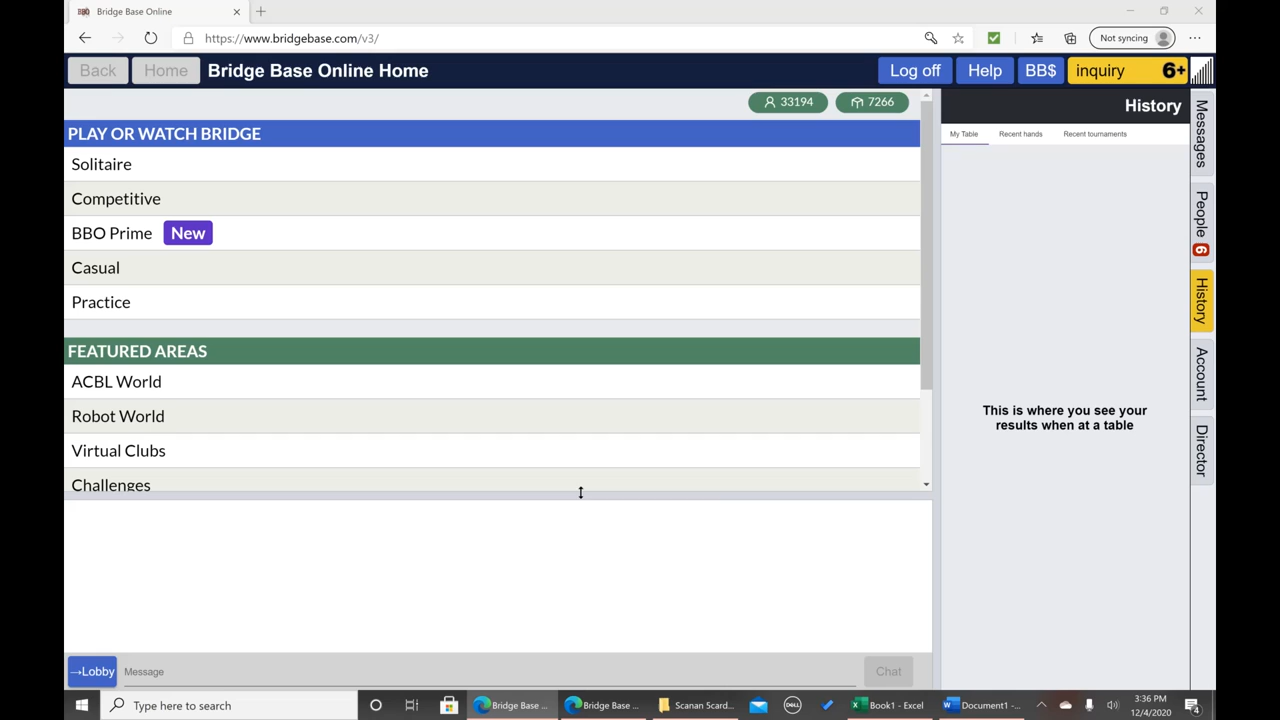 Bridge Base Online
https://www.bridgebase.com/v3/
Not syncing
Back
Home
Bridge Base Online Home
Log off
Help
BB$
inquiry
6+
33194
7266
History
PLAY OR WATCH BRIDGE
My Table
Recent hands
Recent tournaments
Solitaire
Competitive
BBO Prime
New
Casual
Practice
FEATURED AREAS
ACBL World
Robot World
Virtual Clubs
Challenges
This is where you see your
results when at a table
Messages
People
6
History
Account
Director
→Lobby
Message
Chat
Type here to search
Bridge Base ...
Bridge Base ...
Scanan 5card...
DELL
Book1 - Excel
Document1 -...
3:36 PM
12/4/2020
4